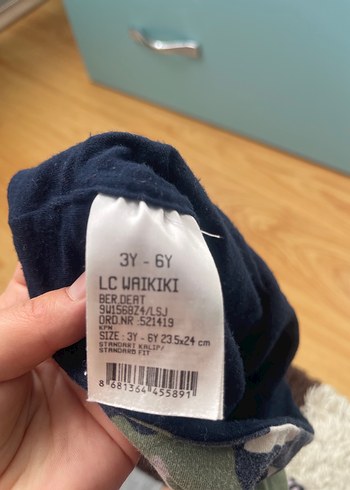 3Y - 6Y
LC WAIKIKI
BER.DEAT
9W1568Z4/LSJ
ORD.NR :521419
KPN
SIZE : 3Y - 6Y 23.5x24 cm
STANDART KALIP/
STANDARD FIT
8 681364 455891